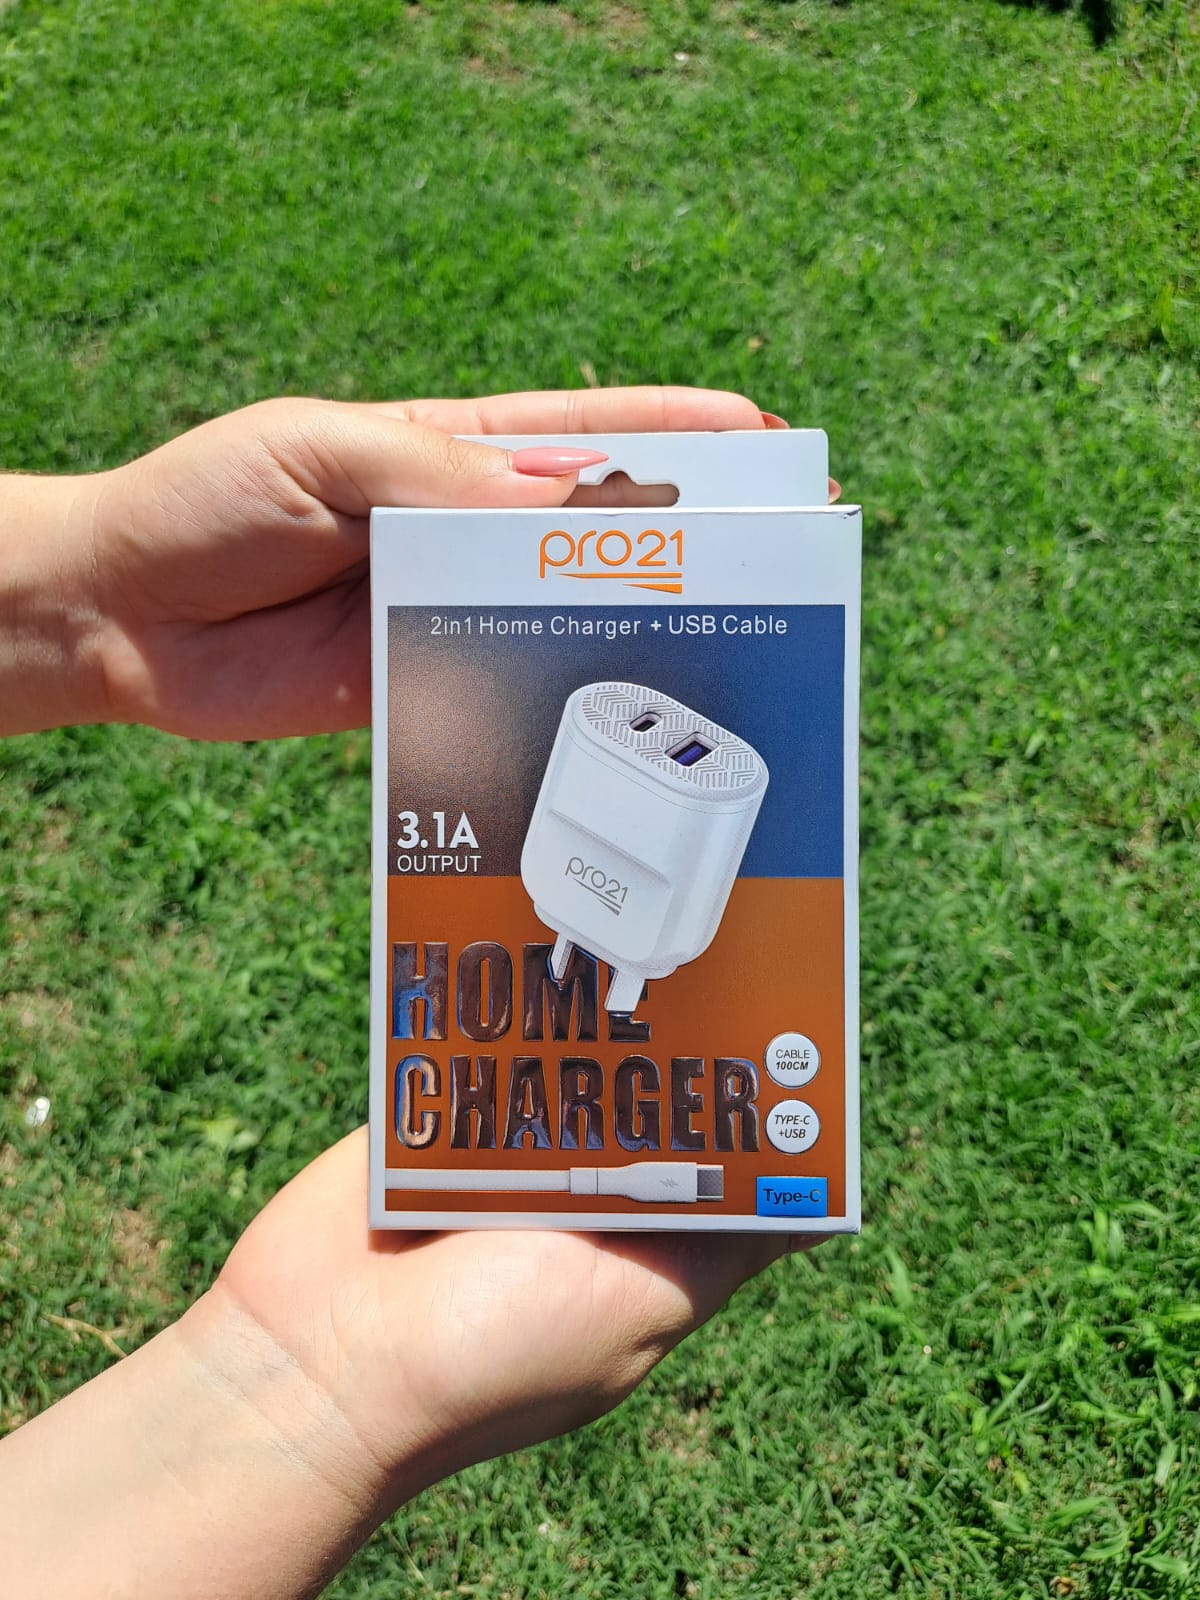 pro21
2in1 Home Charger + USB Cable
3.1A
OUTPUT
pro21
HOME
CHARGER
CABLE
100CM
TYPE-C
+USB
Type-C